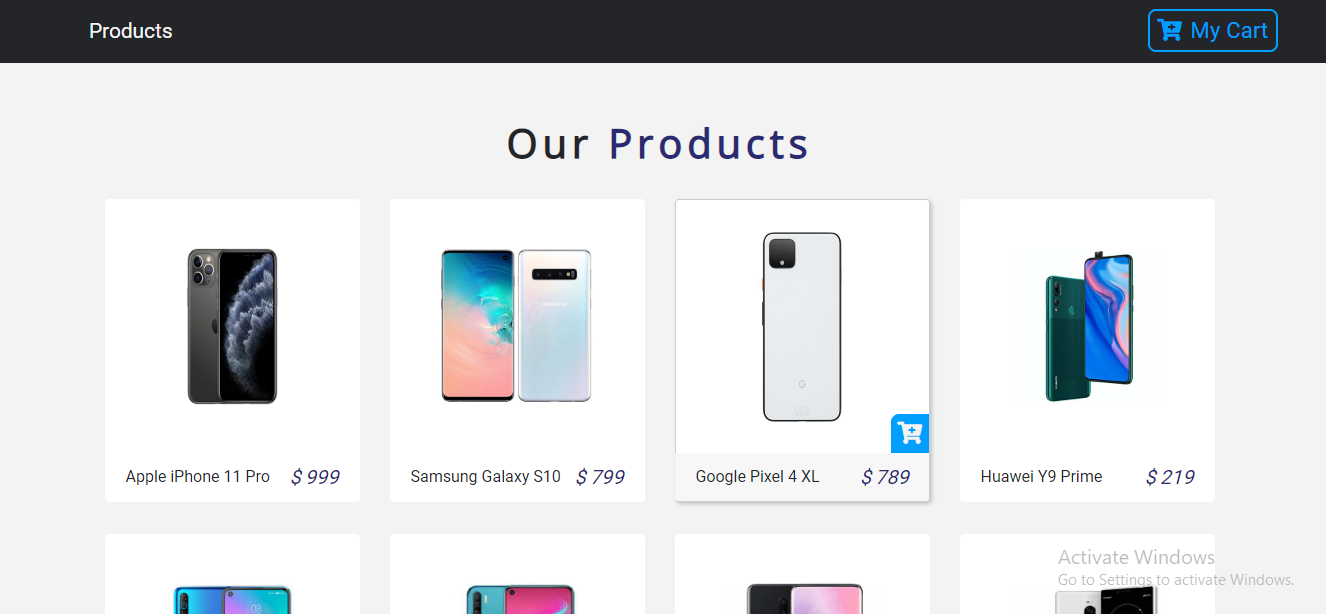 Products
My Cart
Our Products
SAMSUNG
Apple iPhone 11 Pro $ 999
Samsung Galaxy S10 $ 799
Google Pixel 4 XL $ 789
Huawei Y9 Prime $ 219
Activate Windows
Go to Settings to activate Windows.